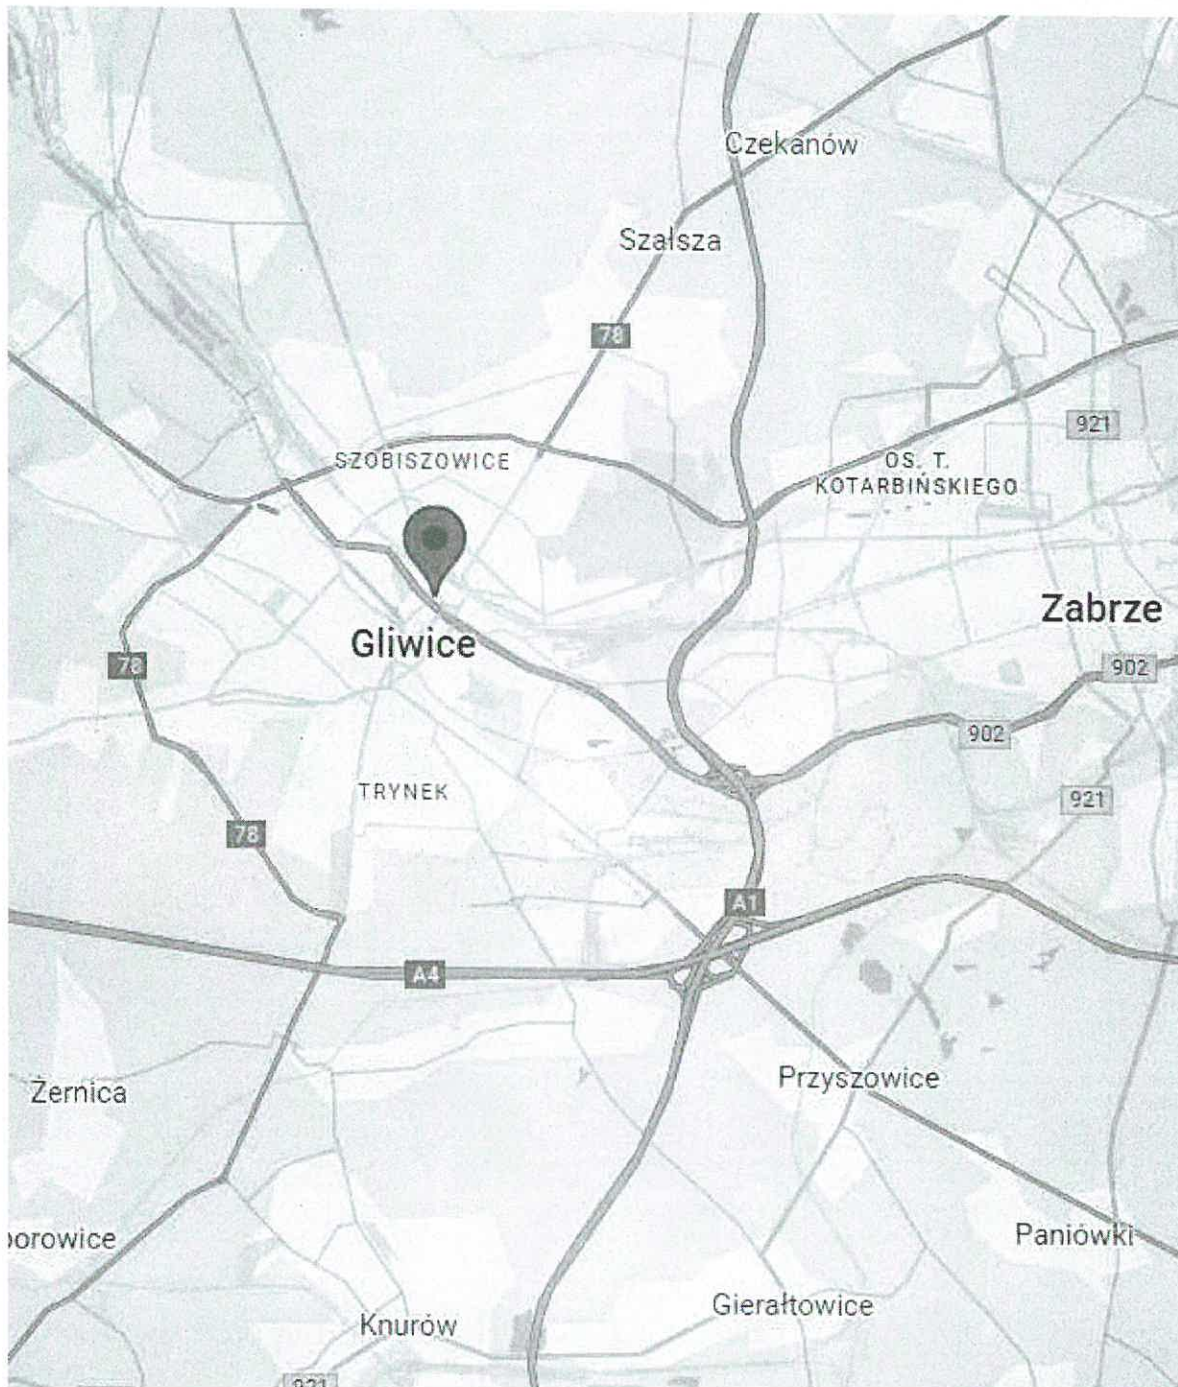 Czekanów
Szałsza
78
921
SZOBISZOWICE
OS. T.
KOTARBIŃSKIEGO
Zabrze
Gliwice
78
902
902
TRYNEK
921
78
A1
A4
Przyszowice
Żernica
Paniówki
orowice
Gierałtowice
Knurów
921